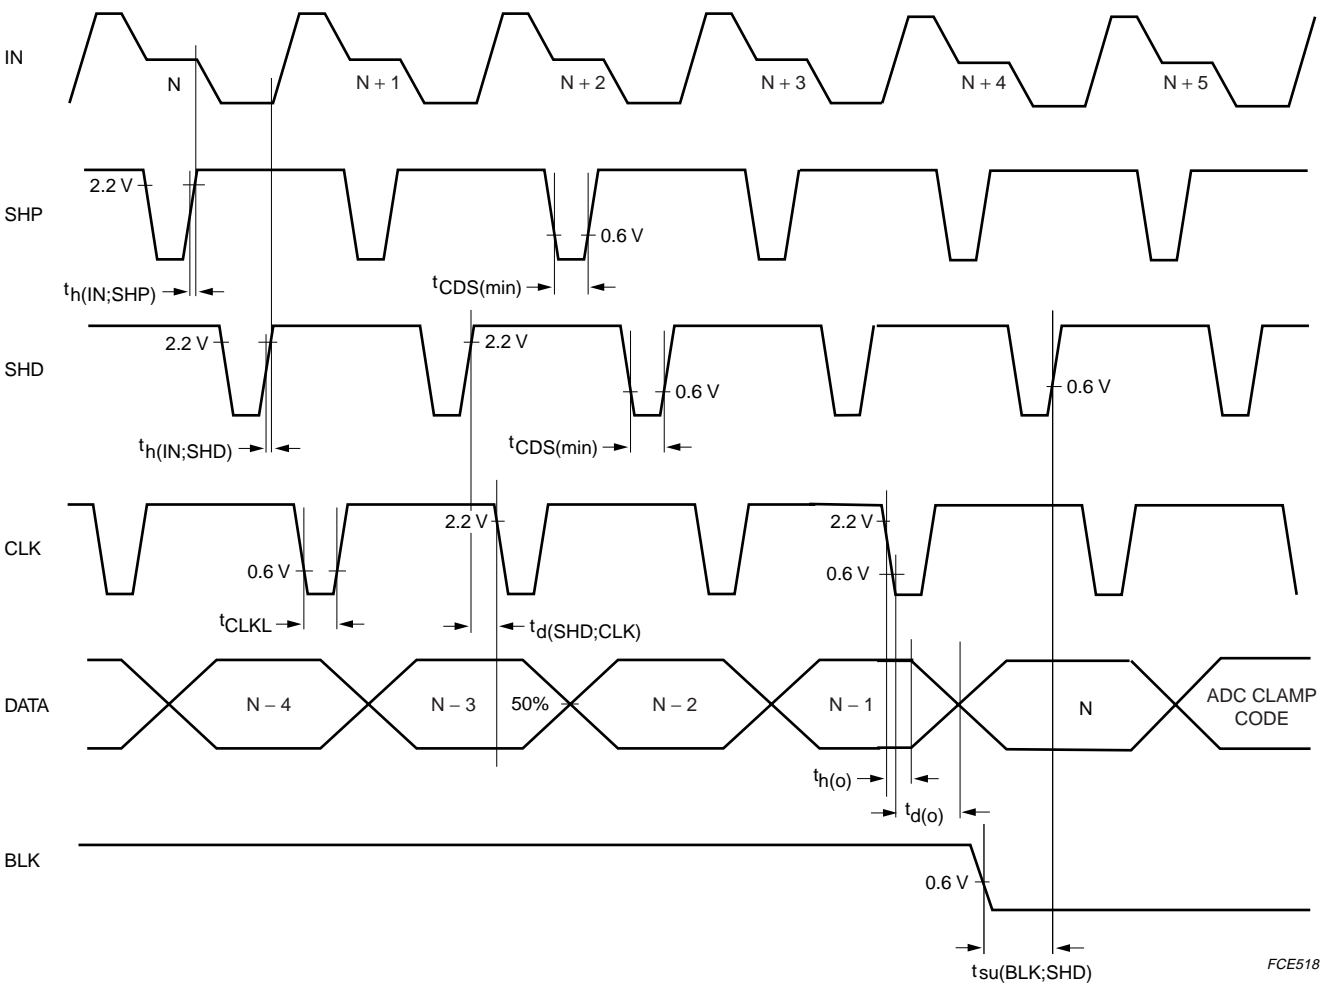 IN
N
N + 1
N + 2
N + 3
N + 4
N + 5
2.2 V
SHP
0.6 V
th(IN;SHP)
tCDS(min)
2.2 V
2.2 V
SHD
0.6 V
0.6 V
th(IN;SHD)
tCDS(min)
2.2 V
2.2 V
CLK
0.6 V
0.6 V
tCLKL
td(SHD;CLK)
DATA
N – 4
N – 3
50%
N – 2
N – 1
N
ADC CLAMP
CODE
th(o)
td(o)
BLK
0.6 V
tsu(BLK;SHD)
FCE518